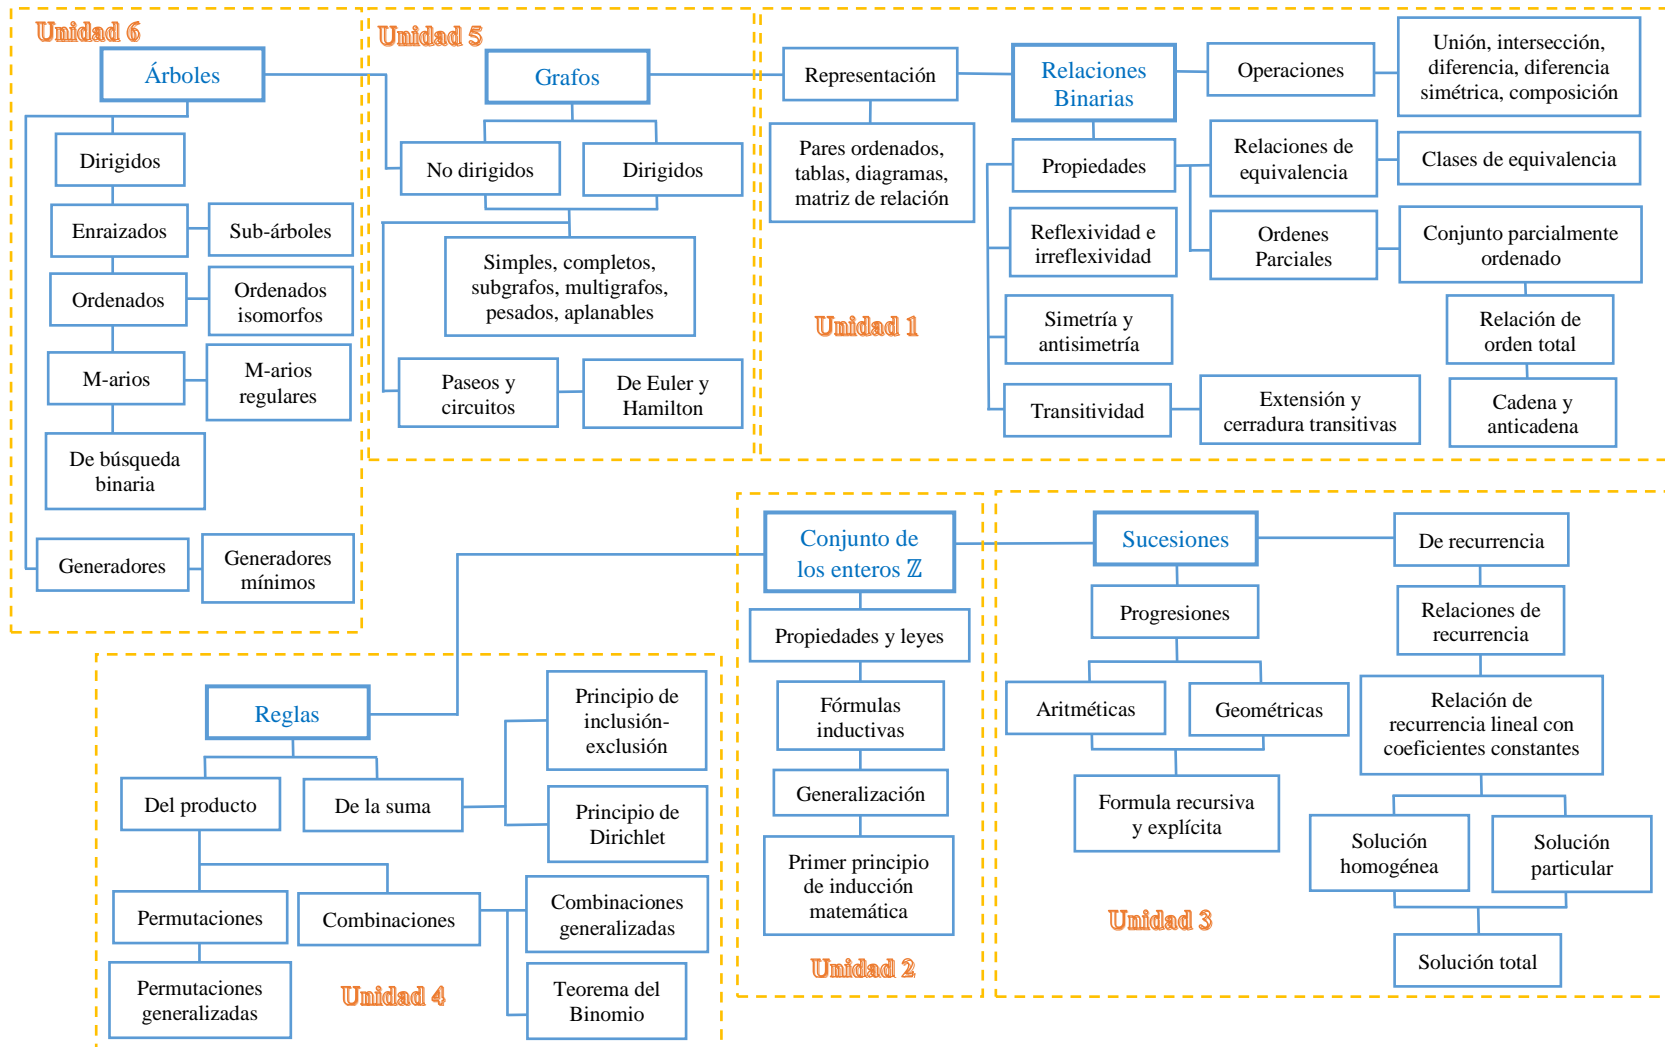 Unidad 6
Árboles
Dirigidos
Enraizados
Sub-árboles
Ordenados
Ordenados
isomorfos
M-arios
M-arios
regulares
De búsqueda
binaria
Generadores
Generadores
mínimos
Unidad 5
Grafos
No dirigidos
Dirigidos
Simples, completos,
subgrafos, multigrafos,
pesados, aplanables
Paseos y
circuitos
De Euler y
Hamilton
Representación
Pares ordenados,
tablas, diagramas,
matriz de relación
Relaciones
Binarias
Operaciones
Unión, intersección,
diferencia, diferencia
simétrica, composición
Propiedades
Relaciones de
equivalencia
Clases de equivalencia
Reflexividad e
irreflexividad
Ordenes
Parciales
Conjunto parcialmente
ordenado
Unidad 1
Simetría y
antisimetría
Relación de
orden total
Transitividad
Extensión y
cerradura transitivas
Cadena y
anticadena
Conjunto de
los enteros ℤ
Propiedades y leyes
Fórmulas
inductivas
Generalización
Primer principio
de inducción
matemática
Unidad 2
Sucesiones
De recurrencia
Progresiones
Relaciones de
recurrencia
Aritméticas
Geométricas
Relación de
recurrencia lineal con
coeficientes constantes
Formula recursiva
y explícita
Solución
homogénea
Solución
particular
Unidad 3
Solución total
Reglas
Principio de
inclusión-
exclusión
Del producto
De la suma
Principio de
Dirichlet
Permutaciones
Combinaciones
Combinaciones
generalizadas
Permutaciones
generalizadas
Unidad 4
Teorema del
Binomio